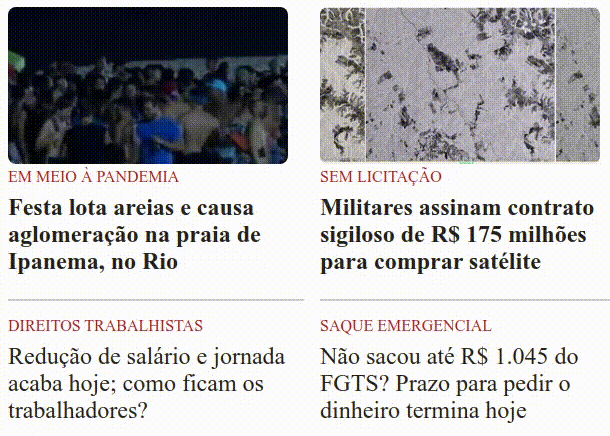 EM MEIO À PANDEMIA
Festa lota areias e causa
aglomeração na praia de
Ipanema, no Rio
SEM LICITAÇÃO
Militares assinam contrato
sigiloso de R$ 175 milhões
para comprar satélite
DIREITOS TRABALHISTAS
Redução de salário e jornada
acaba hoje; como ficam os
trabalhadores?
SAQUE EMERGENCIAL
Não sacou até R$ 1.045 do
FGTS? Prazo para pedir o
dinheiro termina hoje